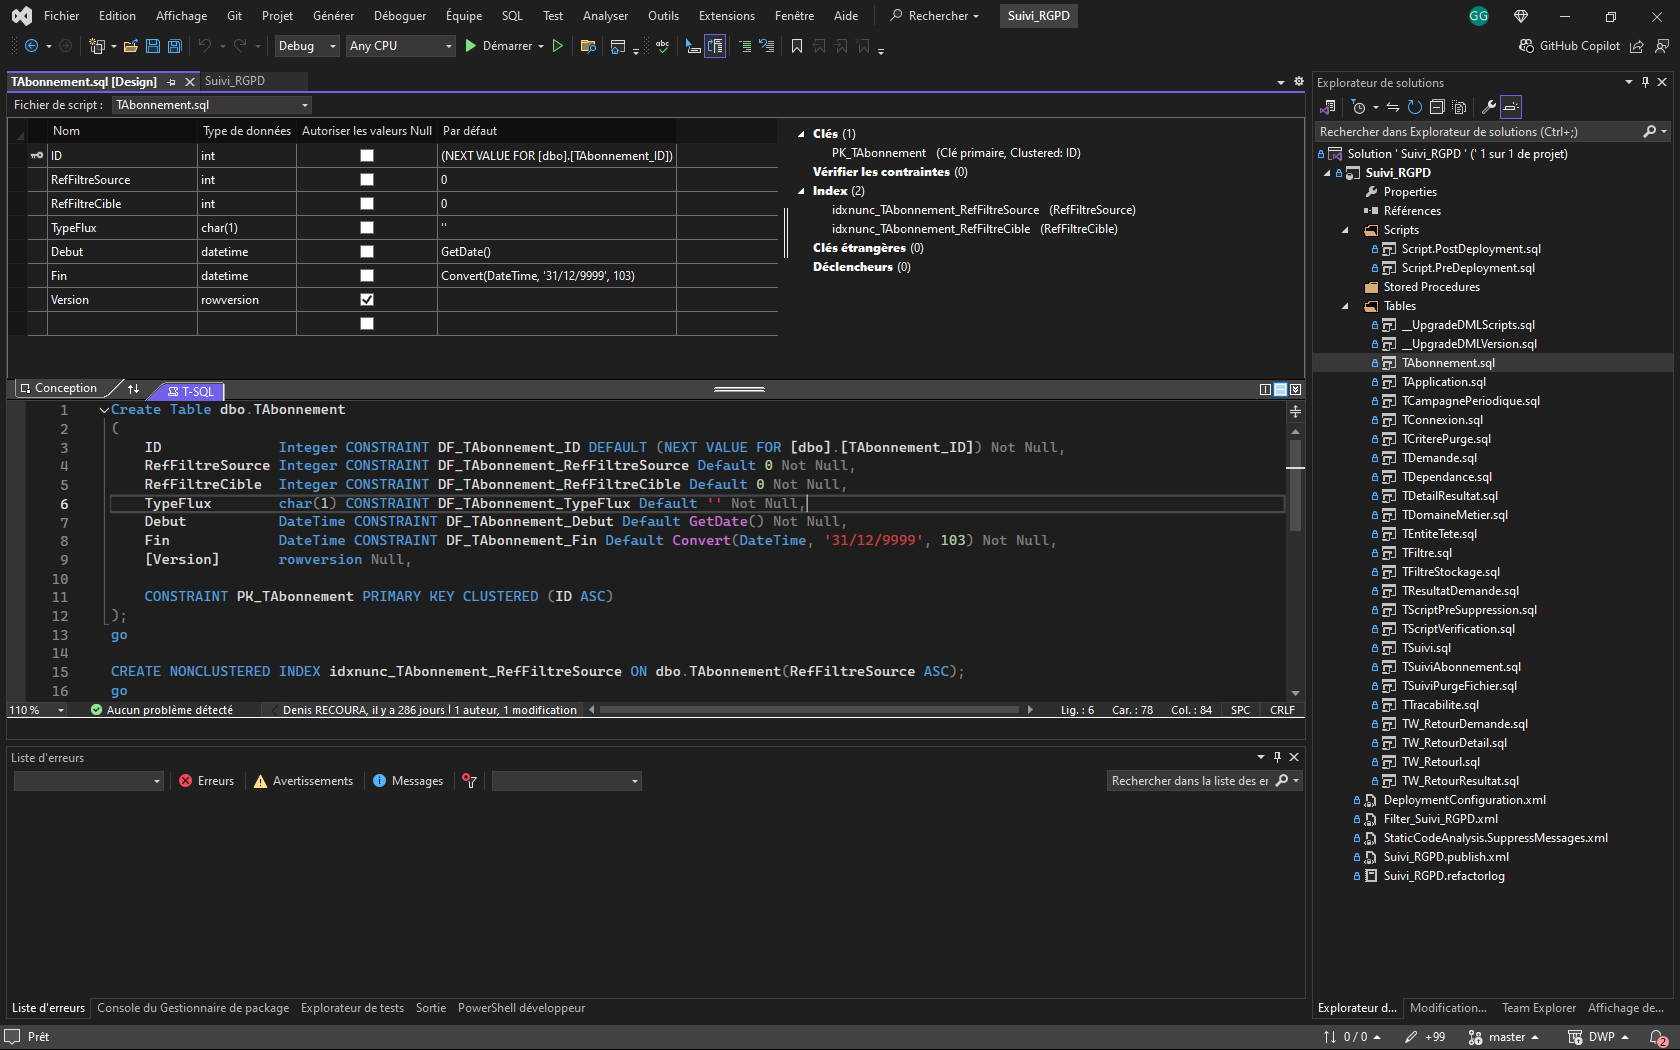 Fichier Edition Affichage Git Projet Générer Déboguer Équipe SQL Test Analyser Outils Extensions Fenêtre Aide Rechercher Suivi_RGPD GG
Debug Any CPU Démarrer abc GitHub Copilot
TAbonnement.sql [Design] Suivi_RGPD
Fichier de script : TAbonnement.sql
Nom Type de données Autoriser les valeurs Null Par défaut
ID int (NEXT VALUE FOR [dbo].[TAbonnement_ID])
RefFiltreSource int 0
RefFiltreCible int 0
TypeFlux char(1) ''
Debut datetime GetDate()
Fin datetime Convert(DateTime, '31/12/9999', 103)
Version rowversion
Clés (1)
PK_TAbonnement (Clé primaire, Clustered: ID)
Vérifier les contraintes (0)
Index (2)
idxnunc_TAbonnement_RefFiltreSource (RefFiltreSource)
idxnunc_TAbonnement_RefFiltreCible (RefFiltreCible)
Clés étrangères (0)
Déclencheurs (0)
Conception T-SQL
1 Create Table dbo.TAbonnement
2 (
3 ID Integer CONSTRAINT DF_TAbonnement_ID DEFAULT (NEXT VALUE FOR [dbo].[TAbonnement_ID]) Not Null,
4 RefFiltreSource Integer CONSTRAINT DF_TAbonnement_RefFiltreSource Default 0 Not Null,
5 RefFiltreCible Integer CONSTRAINT DF_TAbonnement_RefFiltreCible Default 0 Not Null,
6 TypeFlux char(1) CONSTRAINT DF_TAbonnement_TypeFlux Default '' Not Null,
7 Debut DateTime CONSTRAINT DF_TAbonnement_Debut Default GetDate() Not Null,
8 Fin DateTime CONSTRAINT DF_TAbonnement_Fin Default Convert(DateTime, '31/12/9999', 103) Not Null,
9 [Version] rowversion Null,
10
11 CONSTRAINT PK_TAbonnement PRIMARY KEY CLUSTERED (ID ASC)
12 );
13 go
14
15 CREATE NONCLUSTERED INDEX idxnunc_TAbonnement_RefFiltreSource ON dbo.TAbonnement(RefFiltreSource ASC);
16 go
110 % Aucun problème détecté Denis RECOURA, il y a 286 jours | 1 auteur, 1 modification Lig. : 6 Car. : 78 Col. : 84 SPC CRLF
Liste d'erreurs
Erreurs Avertissements Messages Rechercher dans la liste des er
Liste d'erreurs Console du Gestionnaire de package Explorateur de tests Sortie PowerShell développeur
Explorateur de solutions
Rechercher dans Explorateur de solutions (Ctrl+;)
Solution ' Suivi_RGPD ' (' 1 sur 1 de projet)
Suivi_RGPD
Properties
Références
Scripts
Script.PostDeployment.sql
Script.PreDeployment.sql
Stored Procedures
Tables
__UpgradeDMLScripts.sql
__UpgradeDMLVersion.sql
TAbonnement.sql
TApplication.sql
TCampagnePeriodique.sql
TConnexion.sql
TCriterePurge.sql
TDemande.sql
TDependance.sql
TDetailResultat.sql
TDomaineMetier.sql
TEntiteTete.sql
TFiltre.sql
TFiltreStockage.sql
TResultatDemande.sql
TScriptPreSuppression.sql
TScriptVerification.sql
TSuivi.sql
TSuiviAbonnement.sql
TSuiviPurgeFichier.sql
TTracabilite.sql
TW_RetourDemande.sql
TW_RetourDetail.sql
TW_RetourI.sql
TW_RetourResultat.sql
DeploymentConfiguration.xml
Filter_Suivi_RGPD.xml
StaticCodeAnalysis.SuppressMessages.xml
Suivi_RGPD.publish.xml
Suivi_RGPD.refactorlog
Explorateur d... Modification... Team Explorer Affichage de...
Prêt 0 / 0 +99 master DWP 2